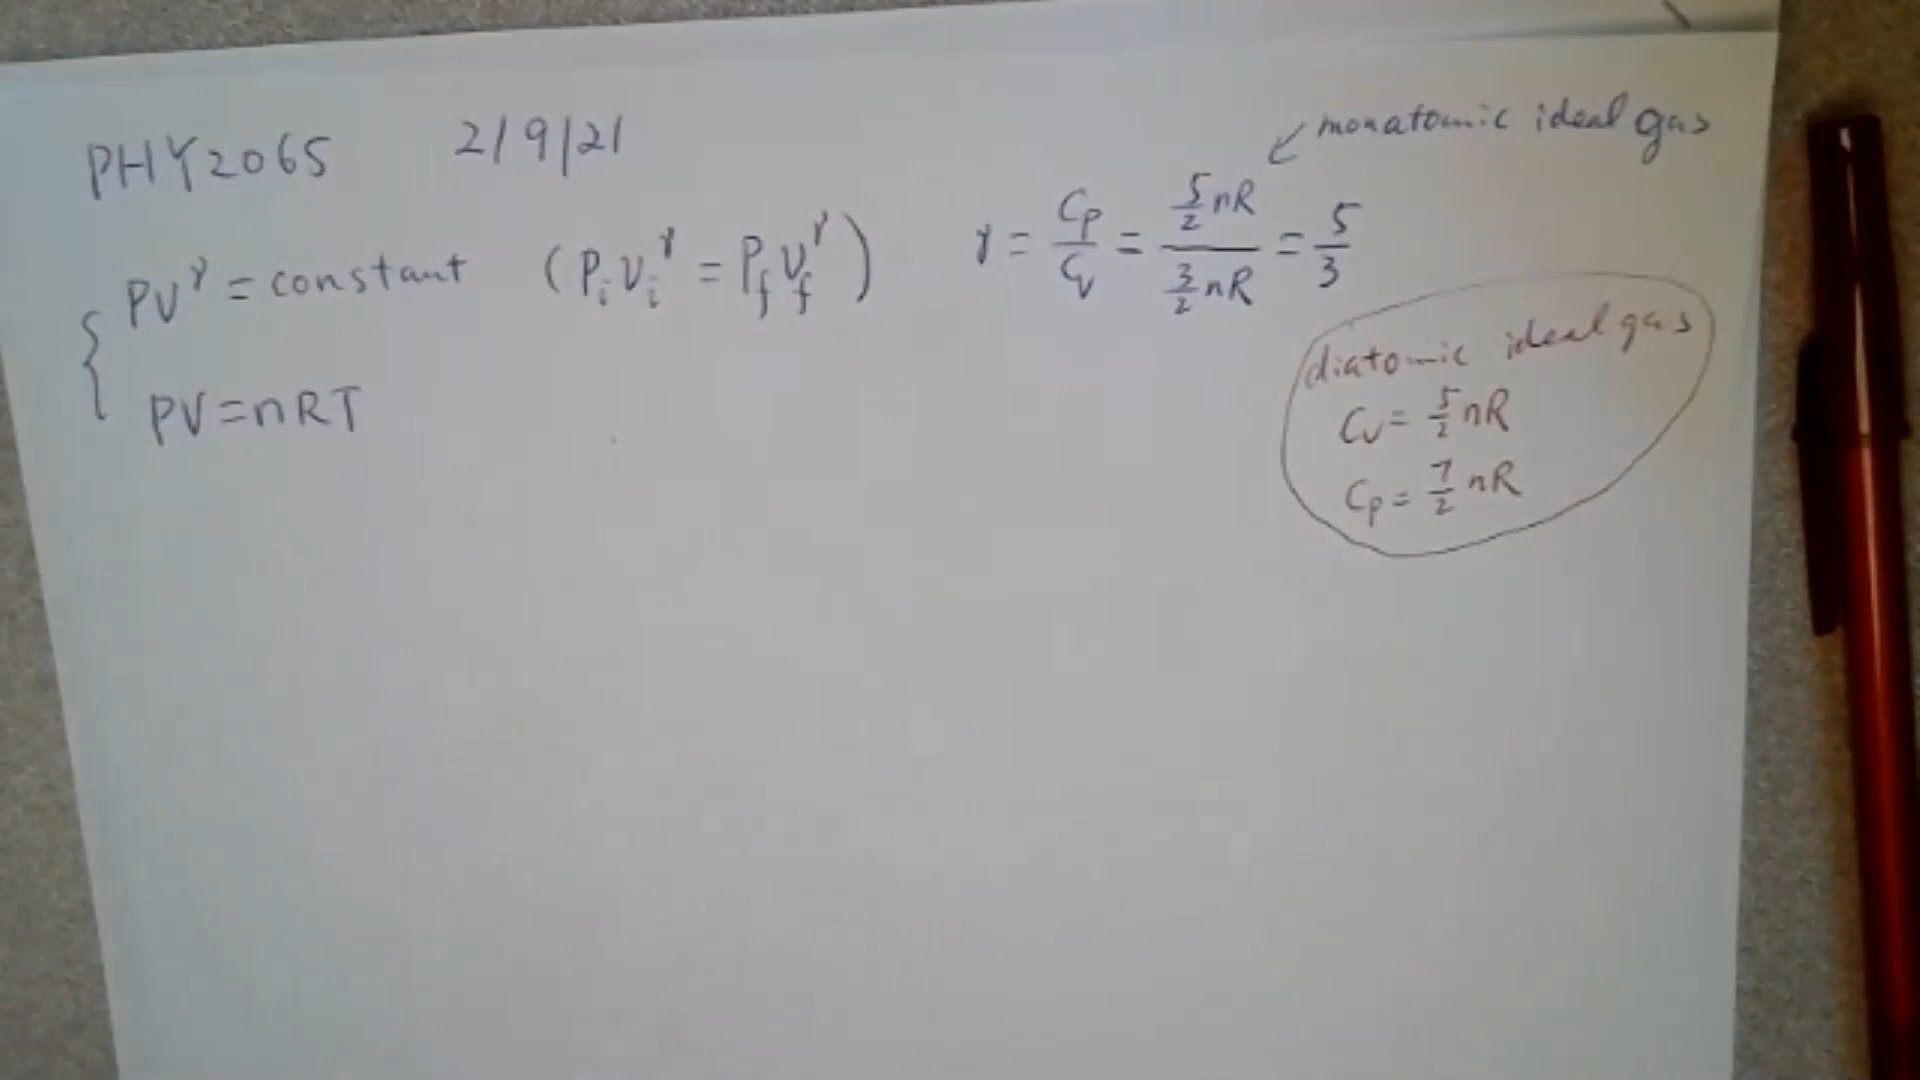 PHY2065 2/9/21
PV^γ = constant (P_i V_i^γ = P_f V_f^γ)
PV = nRT
γ = C_P/C_V = (5/2 nR)/(3/2 nR) = 5/3
monatomic ideal gas
diatomic ideal gas
C_V = 5/2 nR
C_P = 7/2 nR